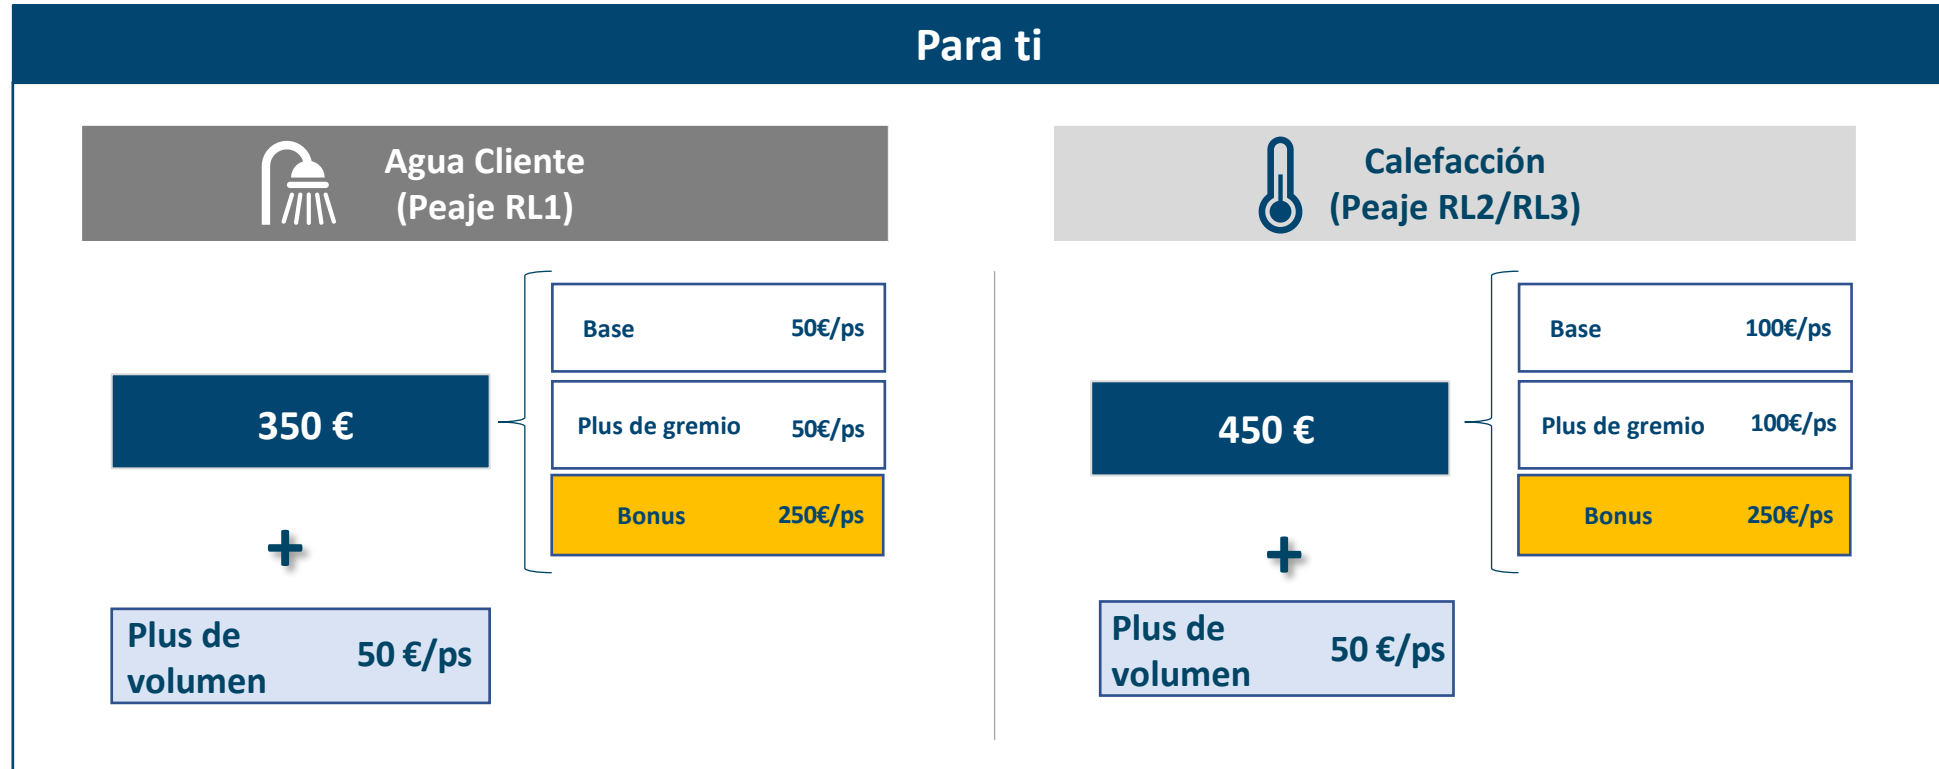 Para ti
Agua Cliente
(Peaje RL1)
350 €
Base 50€/ps
Plus de gremio 50€/ps
Bonus 250€/ps
+
Plus de
volumen 50 €/ps
Calefacción
(Peaje RL2/RL3)
450 €
Base 100€/ps
Plus de gremio 100€/ps
Bonus 250€/ps
+
Plus de
volumen 50 €/ps